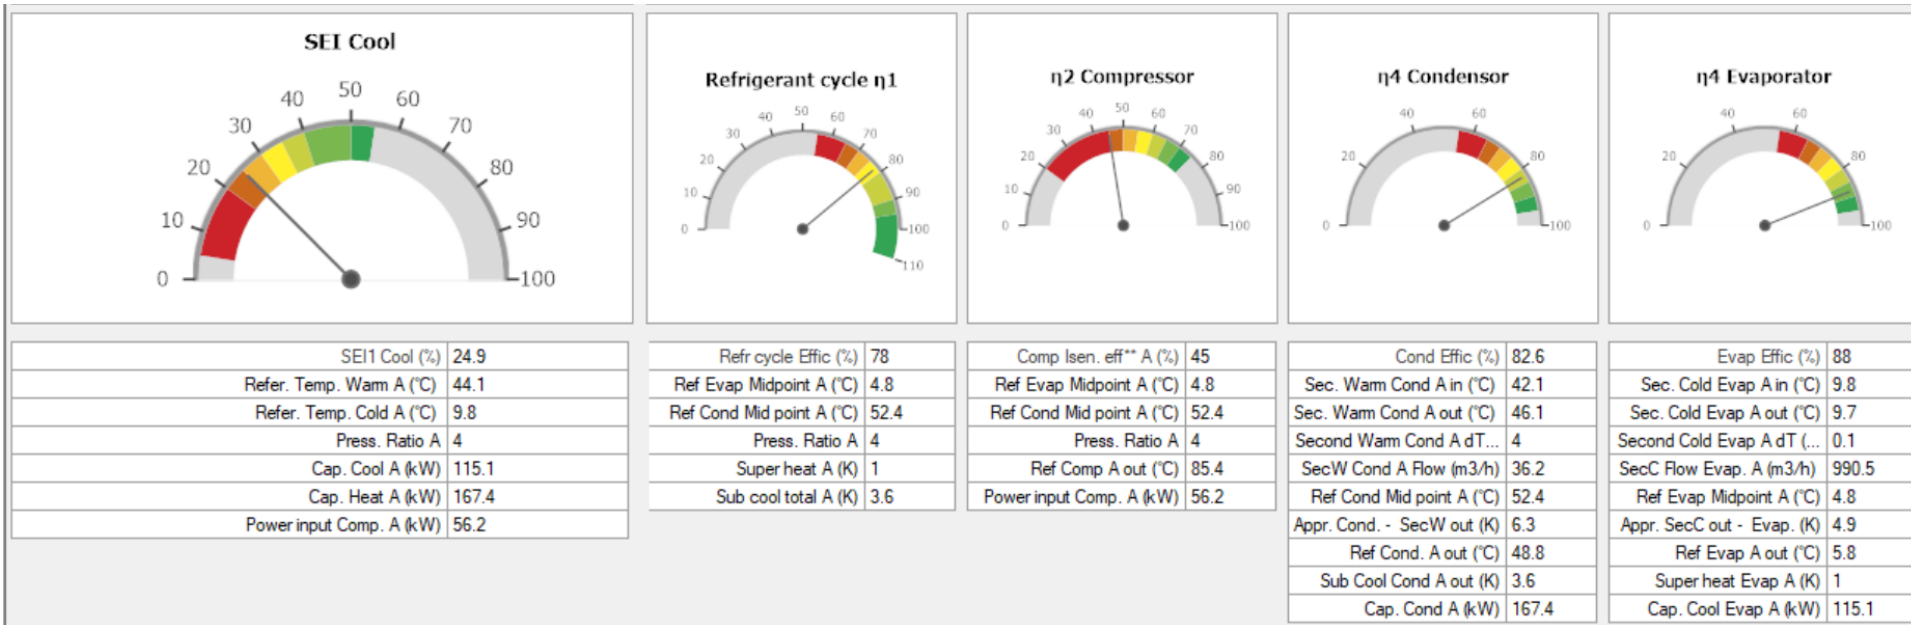 SEI Cool
0
10
20
30
40
50
60
70
80
90
100
Refrigerant cycle η1
0
10
20
30
40
50
60
70
80
90
100
110
η2 Compressor
0
10
20
30
40
50
60
70
80
90
100
η4 Condensor
0
20
40
60
80
100
η4 Evaporator
0
20
40
60
80
100
SEI1 Cool (%) 24.9
Refer. Temp. Warm A (°C) 44.1
Refer. Temp. Cold A (°C) 9.8
Press. Ratio A 4
Cap. Cool A (kW) 115.1
Cap. Heat A (kW) 167.4
Power input Comp. A (kW) 56.2
Refr cycle Effic (%) 78
Ref Evap Midpoint A (°C) 4.8
Ref Cond Mid point A (°C) 52.4
Press. Ratio A 4
Super heat A (K) 1
Sub cool total A (K) 3.6
Comp Isen. eff** A (%) 45
Ref Evap Midpoint A (°C) 4.8
Ref Cond Mid point A (°C) 52.4
Press. Ratio A 4
Ref Comp A out (°C) 85.4
Power input Comp. A (kW) 56.2
Cond Effic (%) 82.6
Sec. Warm Cond A in (°C) 42.1
Sec. Warm Cond A out (°C) 46.1
Second Warm Cond A dT... 4
SecW Cond A Flow (m3/h) 36.2
Ref Cond Mid point A (°C) 52.4
Appr. Cond. - SecW out (K) 6.3
Ref Cond. A out (°C) 48.8
Sub Cool Cond A out (K) 3.6
Cap. Cond A (kW) 167.4
Evap Effic (%) 88
Sec. Cold Evap A in (°C) 9.8
Sec. Cold Evap A out (°C) 9.7
Second Cold Evap A dT (... 0.1
SecC Flow Evap. A (m3/h) 990.5
Ref Evap Midpoint A (°C) 4.8
Appr. SecC out - Evap. (K) 4.9
Ref Evap A out (°C) 5.8
Super heat Evap A (K) 1
Cap. Cool Evap A (kW) 115.1